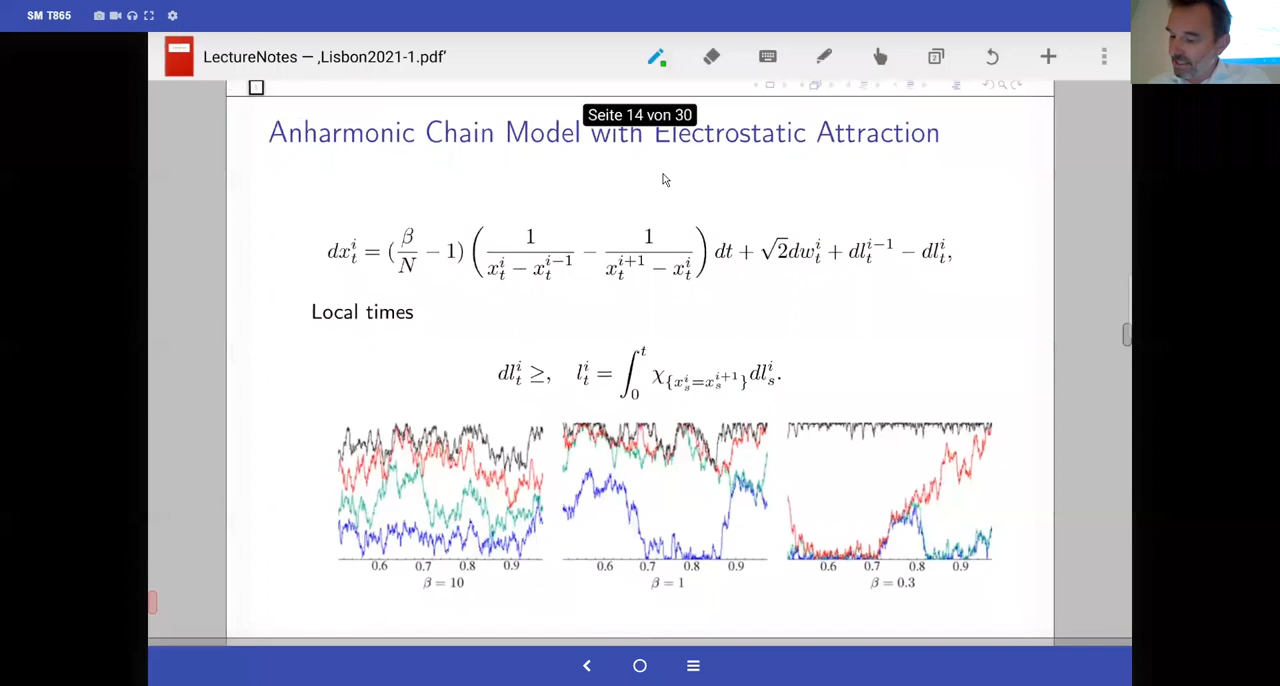 SM T865
LectureNotes — ‚Lisbon2021-1.pdf‘
Seite 14 von 30
Anharmonic Chain Model with Electrostatic Attraction
dx_t^i = (β/N − 1) (1/(x_t^i − x_t^{i−1}) − 1/(x_t^{i+1} − x_t^i)) dt + √2dw_t^i + dl_t^{i−1} − dl_t^i,
Local times
dl_t^i ≥, l_t^i = ∫_0^t χ_{{x_s^i=x_s^{i+1}}} dl_s^i.
0.6 0.7 0.8 0.9 0.6 0.7 0.8 0.9 0.6 0.7 0.8 0.9
β = 10 β = 1 β = 0.3